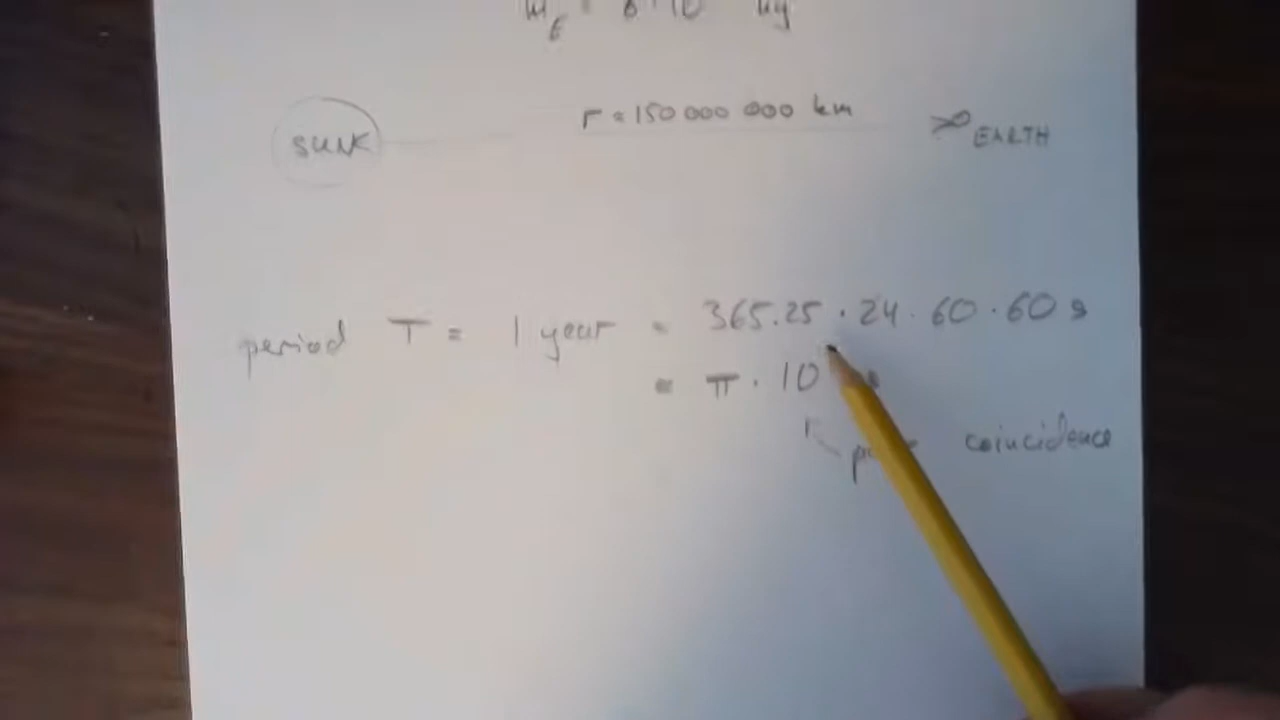 r = 150 000 000 km
SUN
EARTH
period T = 1 year = 365.25 · 24 · 60 · 60 s
= π · 10 s
coincidence